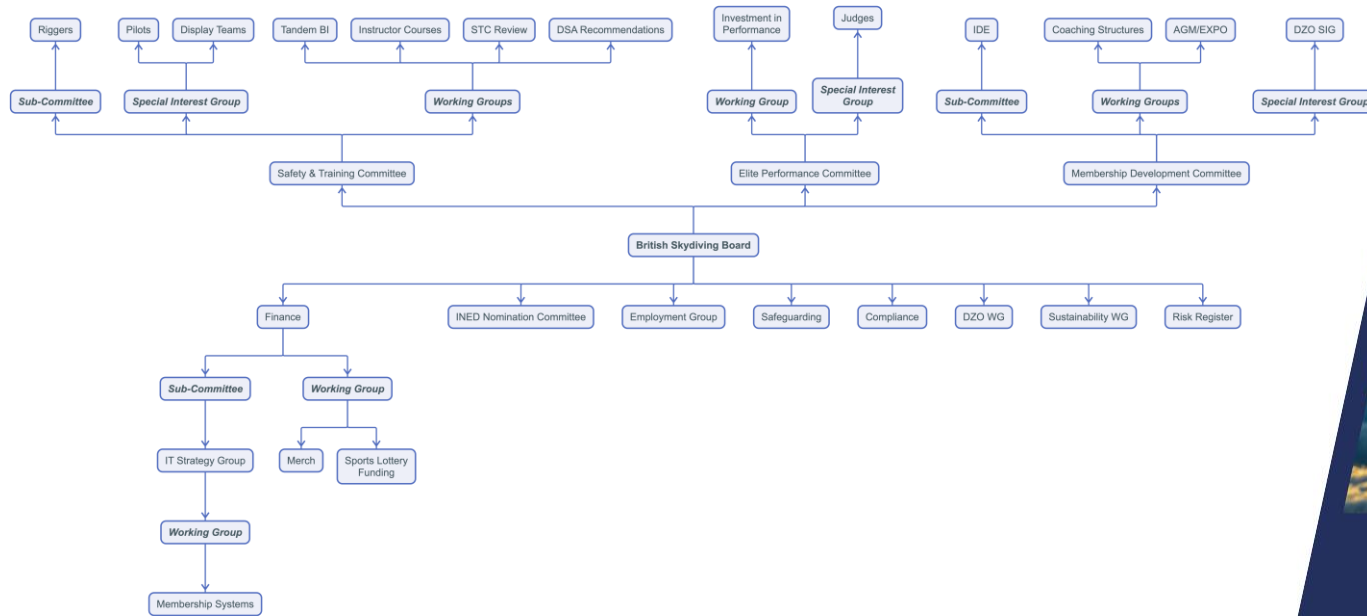 Riggers
Pilots
Display Teams
Tandem BI
Instructor Courses
STC Review
DSA Recommendations
Investment in
Performance
Judges
IDE
Coaching Structures
AGM/EXPO
DZO SIG
Sub-Committee
Special Interest Group
Working Groups
Working Group
Special Interest
Group
Sub-Committee
Working Groups
Special Interest Group
Safety & Training Committee
Elite Performance Committee
Membership Development Committee
British Skydiving Board
Finance
INED Nomination Committee
Employment Group
Safeguarding
Compliance
DZO WG
Sustainability WG
Risk Register
Sub-Committee
Working Group
IT Strategy Group
Merch
Sports Lottery
Funding
Working Group
Membership Systems